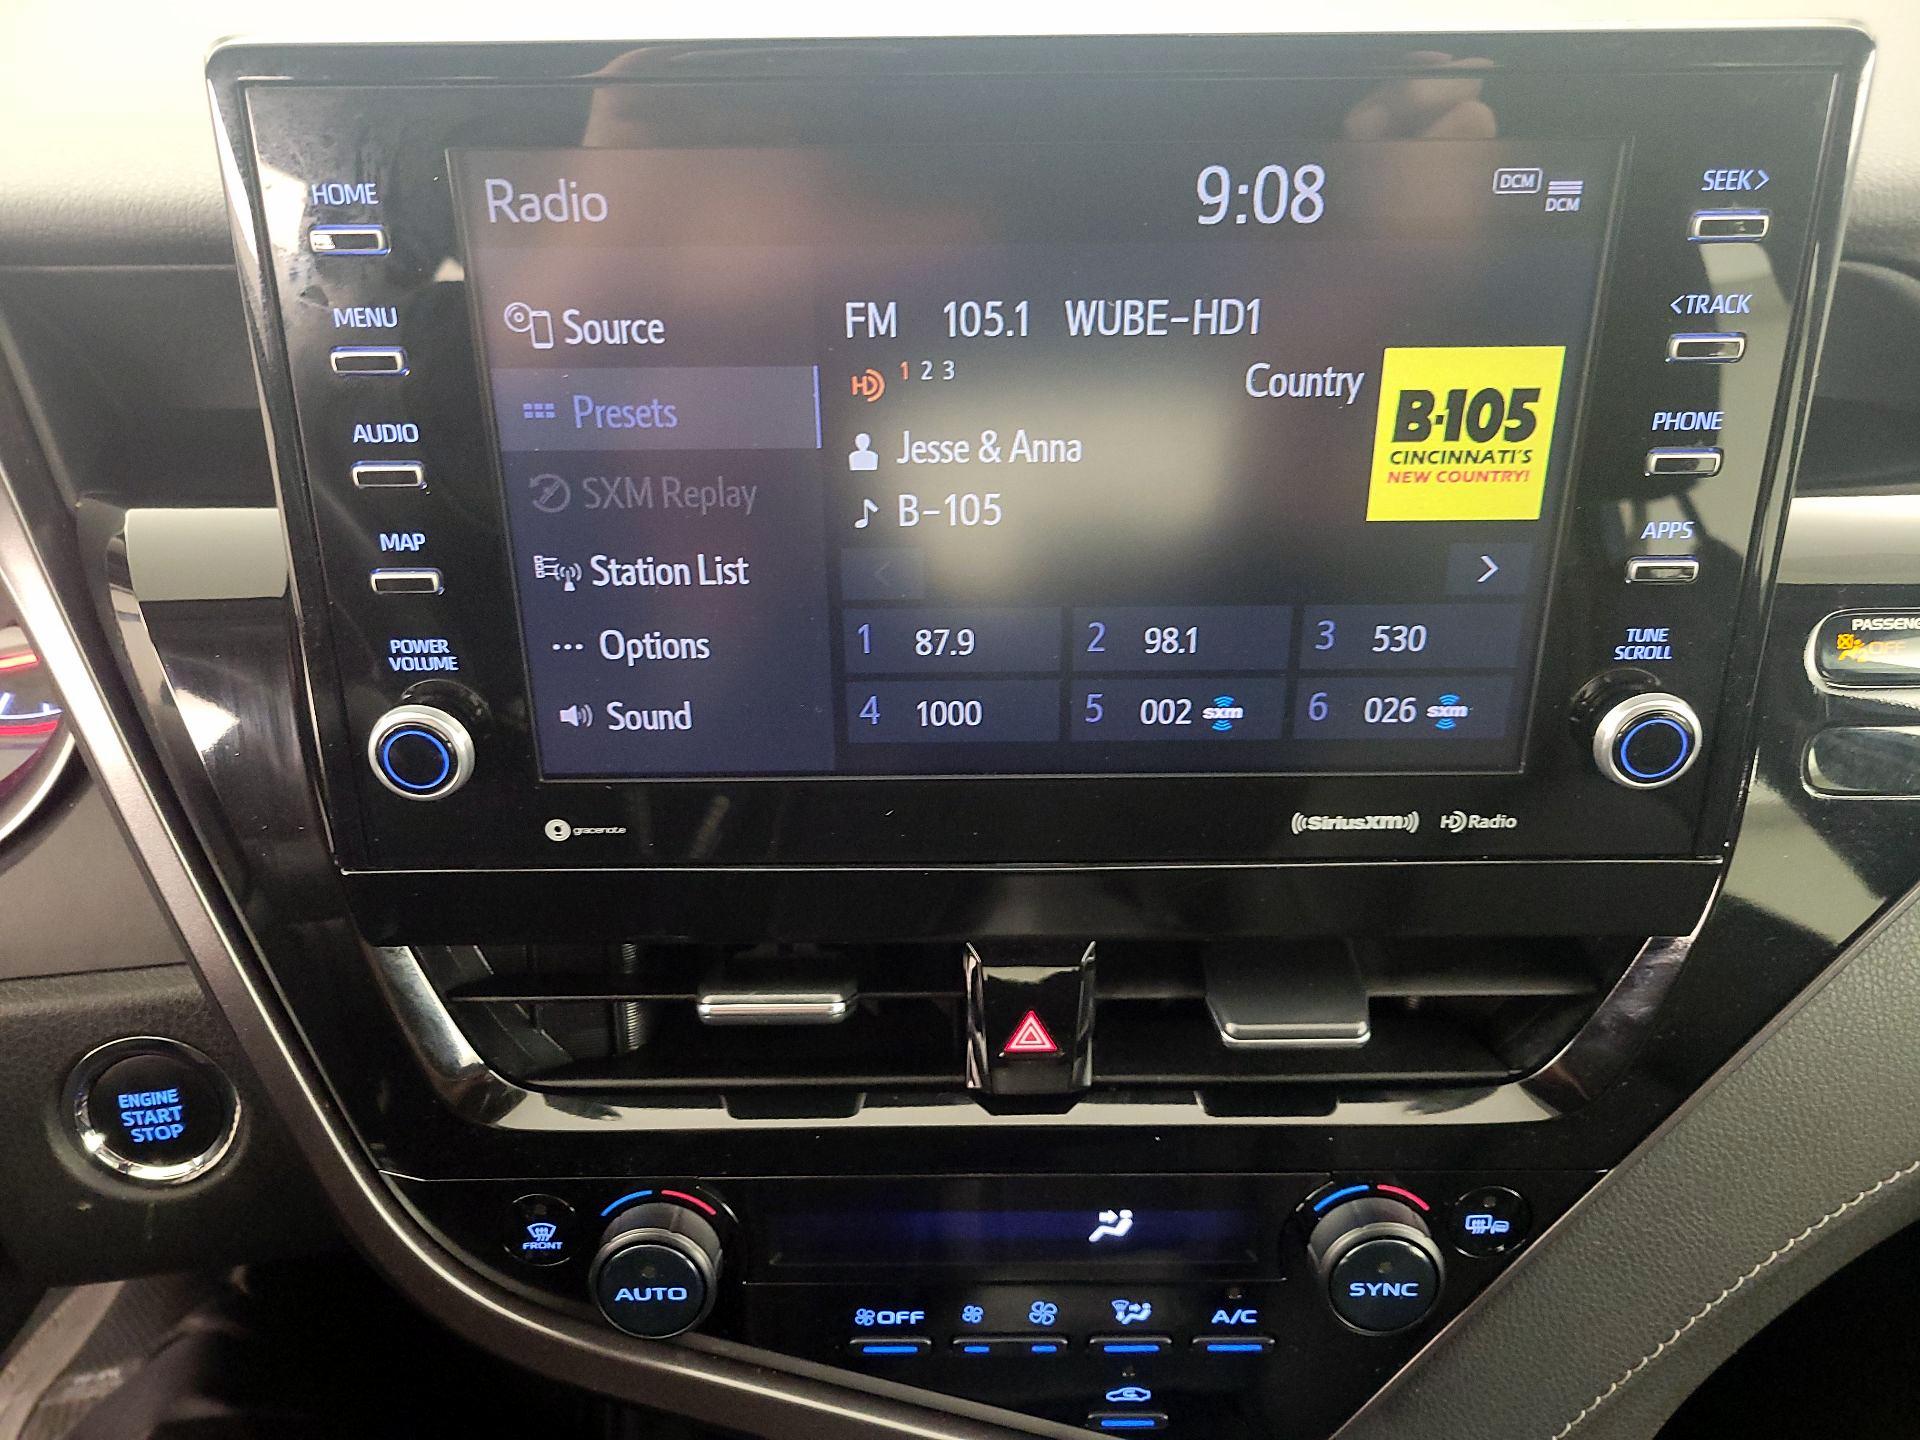 HOME
MENU
AUDIO
MAP
POWER
VOLUME
Radio
9:08
DCM
DCM
Source
Presets
SXM Replay
Station List
Options
Sound
FM 105.1 WUBE-HD1
HD 1 2 3
Country
Jesse & Anna
B-105
B-105
CINCINNATI'S
NEW COUNTRY!
< >
1 87.9
2 98.1
3 530
4 1000
5 002 sxm
6 026 sxm
SEEK>
<TRACK
PHONE
APPS
TUNE
SCROLL
gracenote
((SiriusXM))
HD Radio
PASSENG
OFF
ENGINE
START
STOP
FRONT
AUTO
OFF
A/C
SYNC